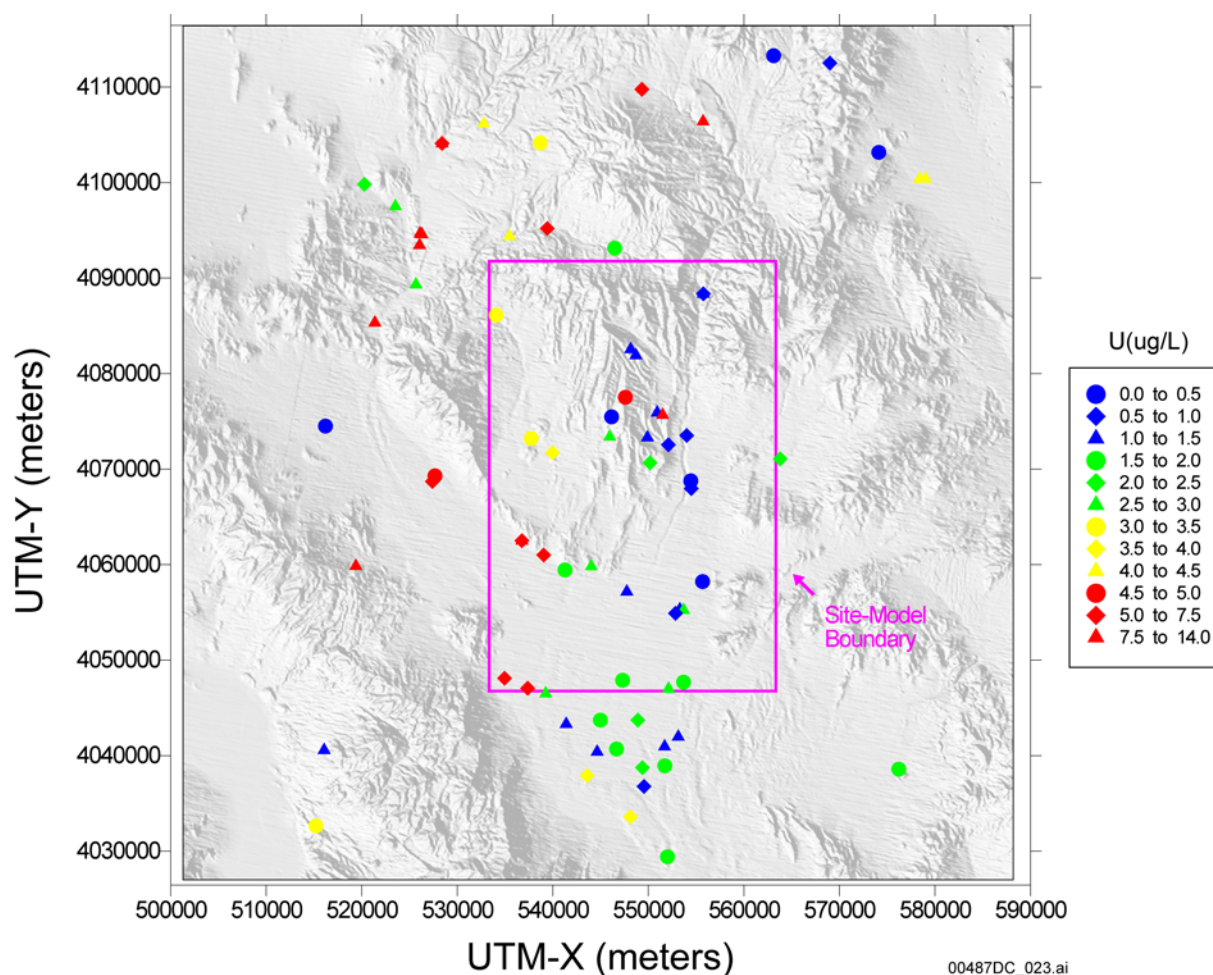 4110000
4100000
4090000
4080000
4070000
4060000
4050000
4040000
4030000
UTM-Y (meters)
500000 510000 520000 530000 540000 550000 560000 570000 580000 590000
UTM-X (meters)
Site-Model
Boundary
U(ug/L)
0.0 to 0.5
0.5 to 1.0
1.0 to 1.5
1.5 to 2.0
2.0 to 2.5
2.5 to 3.0
3.0 to 3.5
3.5 to 4.0
4.0 to 4.5
4.5 to 5.0
5.0 to 7.5
7.5 to 14.0
00487DC_023.ai